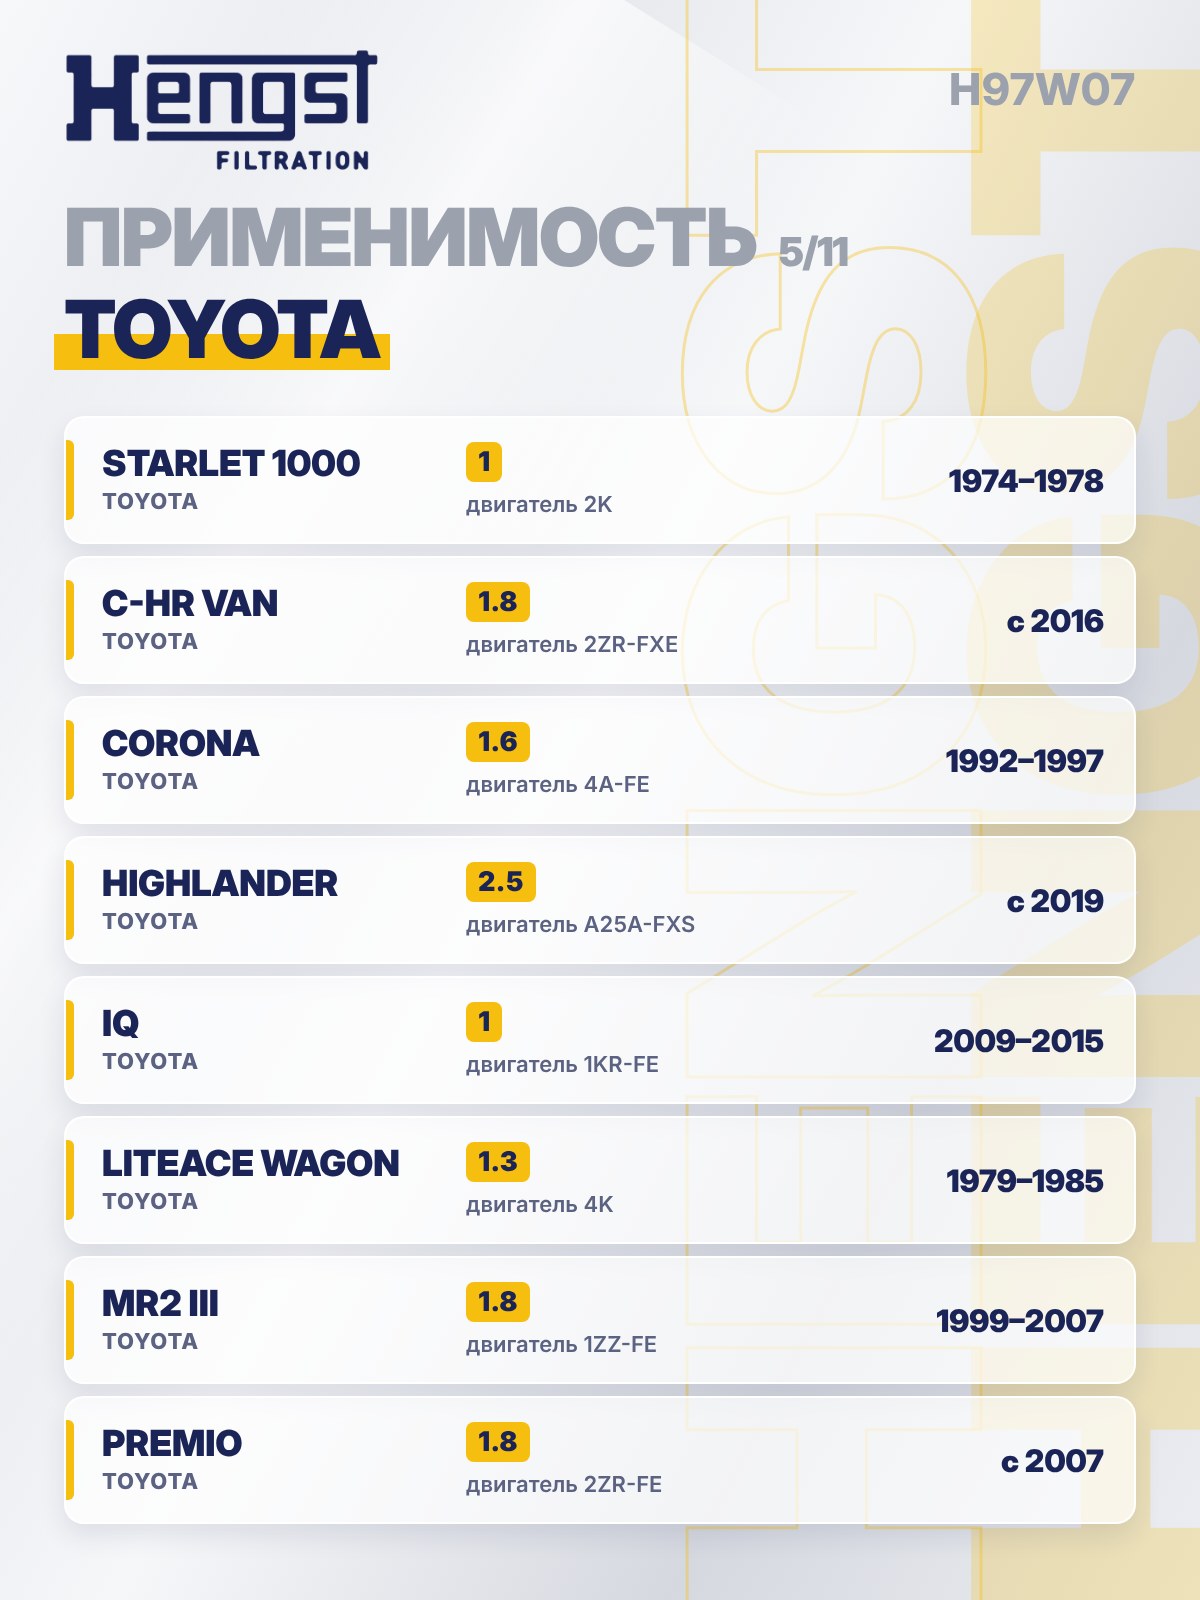 Hengst
FILTRATION
H97W07
ПРИМЕНИМОСТЬ 5/11
TOYOTA
STARLET 1000
TOYOTA
1
двигатель 2K
1974–1978
C-HR VAN
TOYOTA
1.8
двигатель 2ZR-FXE
с 2016
CORONA
TOYOTA
1.6
двигатель 4A-FE
1992–1997
HIGHLANDER
TOYOTA
2.5
двигатель A25A-FXS
с 2019
IQ
TOYOTA
1
двигатель 1KR-FE
2009–2015
LITEACE WAGON
TOYOTA
1.3
двигатель 4K
1979–1985
MR2 III
TOYOTA
1.8
двигатель 1ZZ-FE
1999–2007
PREMIO
TOYOTA
1.8
двигатель 2ZR-FE
с 2007
HENGST
HENGST